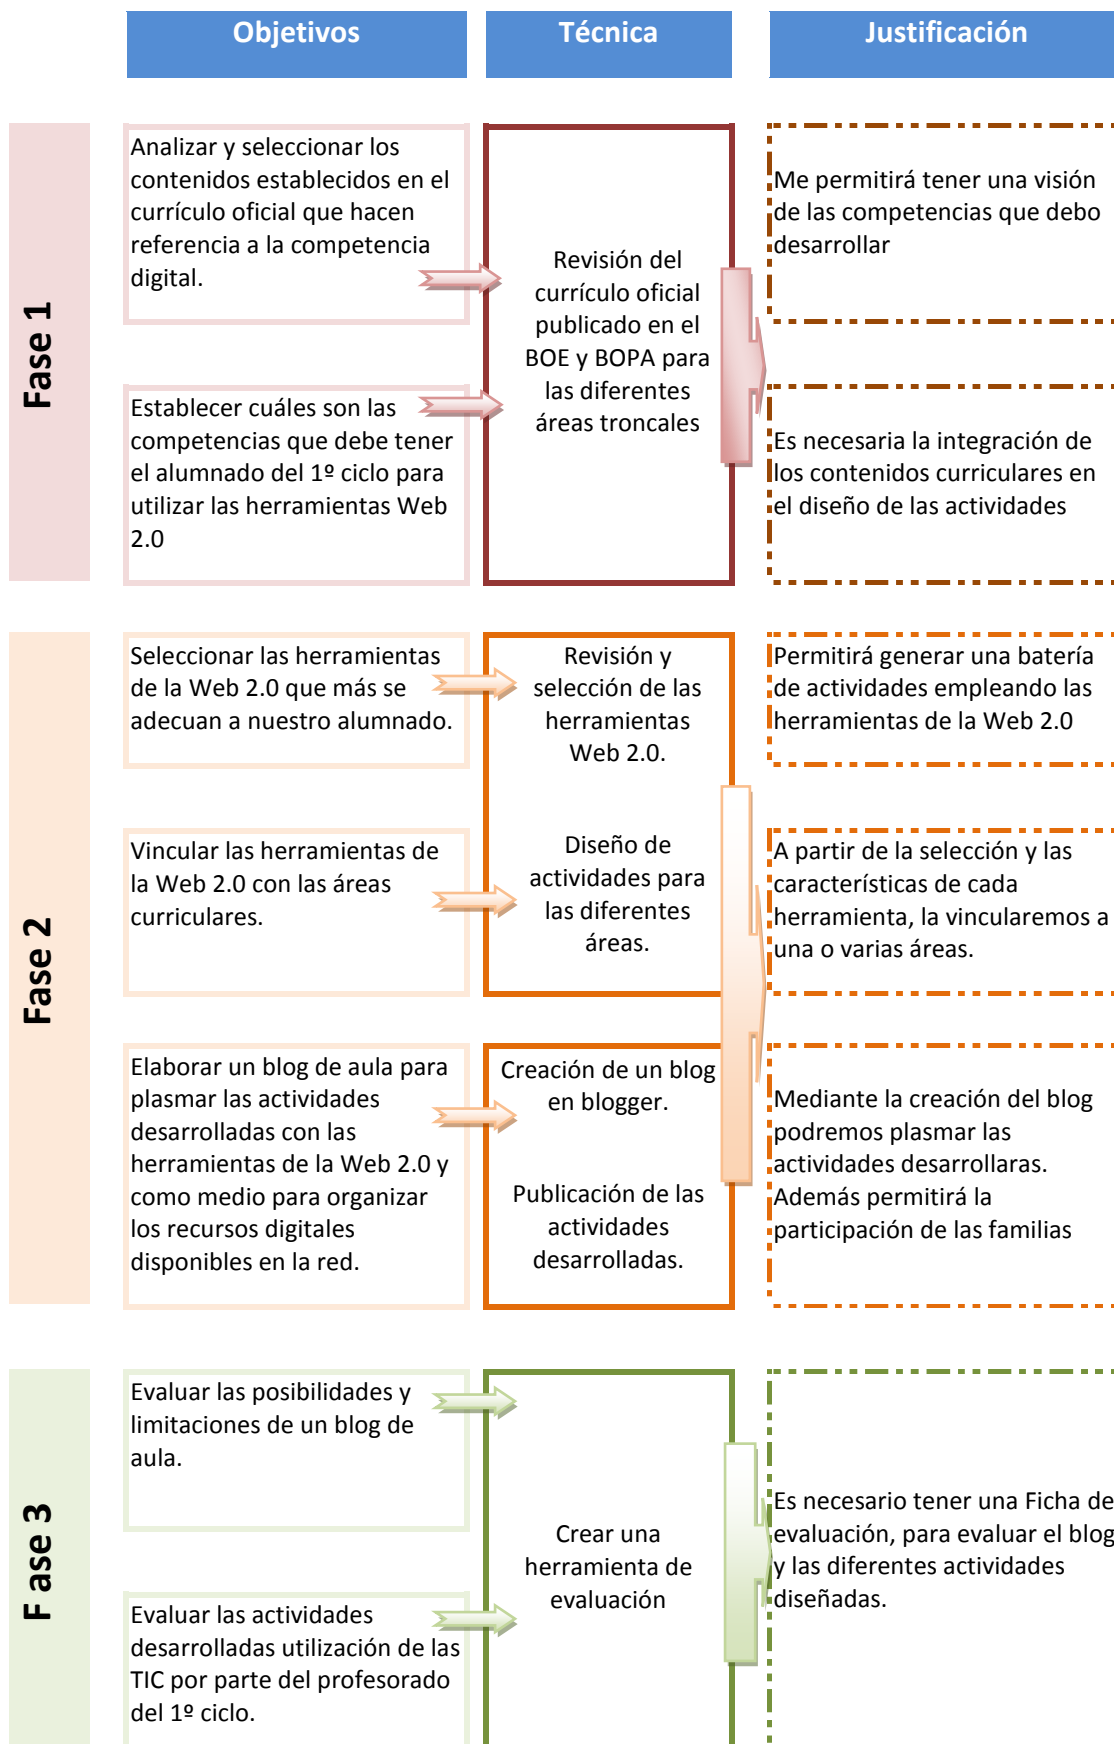 Objetivos
Técnica
Justificación
Fase 1
Analizar y seleccionar los
contenidos establecidos en el
currículo oficial que hacen
referencia a la competencia
digital.
Establecer cuáles son las
competencias que debe tener
el alumnado del 1º ciclo para
utilizar las herramientas Web
2.0
Revisión del
currículo oficial
publicado en el
BOE y BOPA para
las diferentes
áreas troncales
Me permitirá tener una visión
de las competencias que debo
desarrollar
Es necesaria la integración de
los contenidos curriculares en
el diseño de las actividades
Fase 2
Seleccionar las herramientas
de la Web 2.0 que más se
adecuan a nuestro alumnado.
Revisión y
selección de las
herramientas
Web 2.0.
Permitirá generar una batería
de actividades empleando las
herramientas de la Web 2.0
Vincular las herramientas de
la Web 2.0 con las áreas
curriculares.
Diseño de
actividades para
las diferentes
áreas.
A partir de la selección y las
características de cada
herramienta, la vincularemos a
una o varias áreas.
Elaborar un blog de aula para
plasmar las actividades
desarrolladas con las
herramientas de la Web 2.0 y
como medio para organizar
los recursos digitales
disponibles en la red.
Creación de un blog
en blogger.
Publicación de las
actividades
desarrolladas.
Mediante la creación del blog
podremos plasmar las
actividades desarrollaras.
Además permitirá la
participación de las familias
F ase 3
Evaluar las posibilidades y
limitaciones de un blog de
aula.
Evaluar las actividades
desarrolladas utilización de las
TIC por parte del profesorado
del 1º ciclo.
Crear una
herramienta de
evaluación
Es necesario tener una Ficha de
evaluación, para evaluar el blog
y las diferentes actividades
diseñadas.